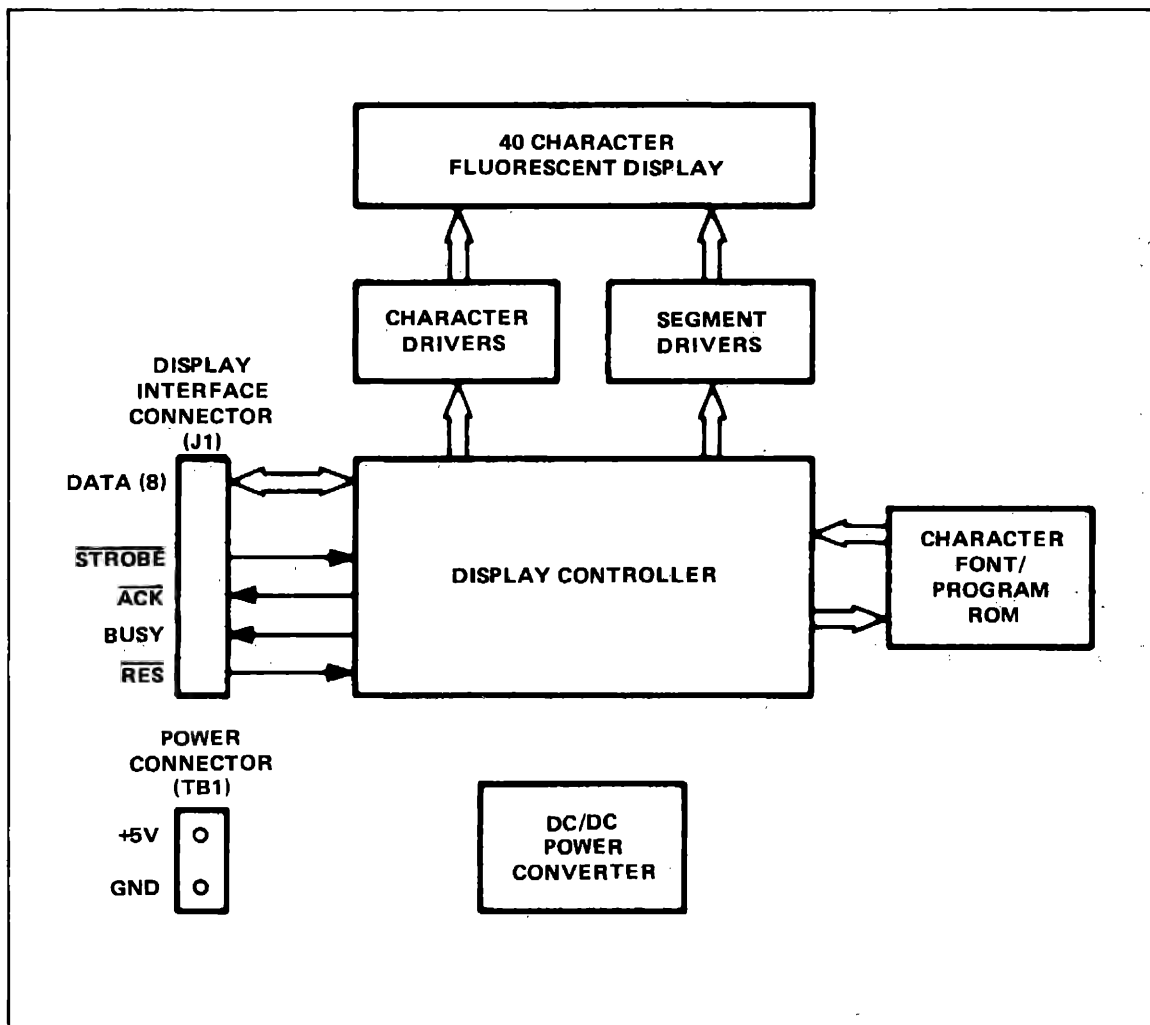 40 CHARACTER
FLUORESCENT DISPLAY
CHARACTER
DRIVERS
SEGMENT
DRIVERS
DISPLAY
INTERFACE
CONNECTOR
(J1)
DATA (8)
STROBE
ACK
BUSY
RES
DISPLAY CONTROLLER
CHARACTER
FONT/
PROGRAM
ROM
POWER
CONNECTOR
(TB1)
+5V
GND
DC/DC
POWER
CONVERTER